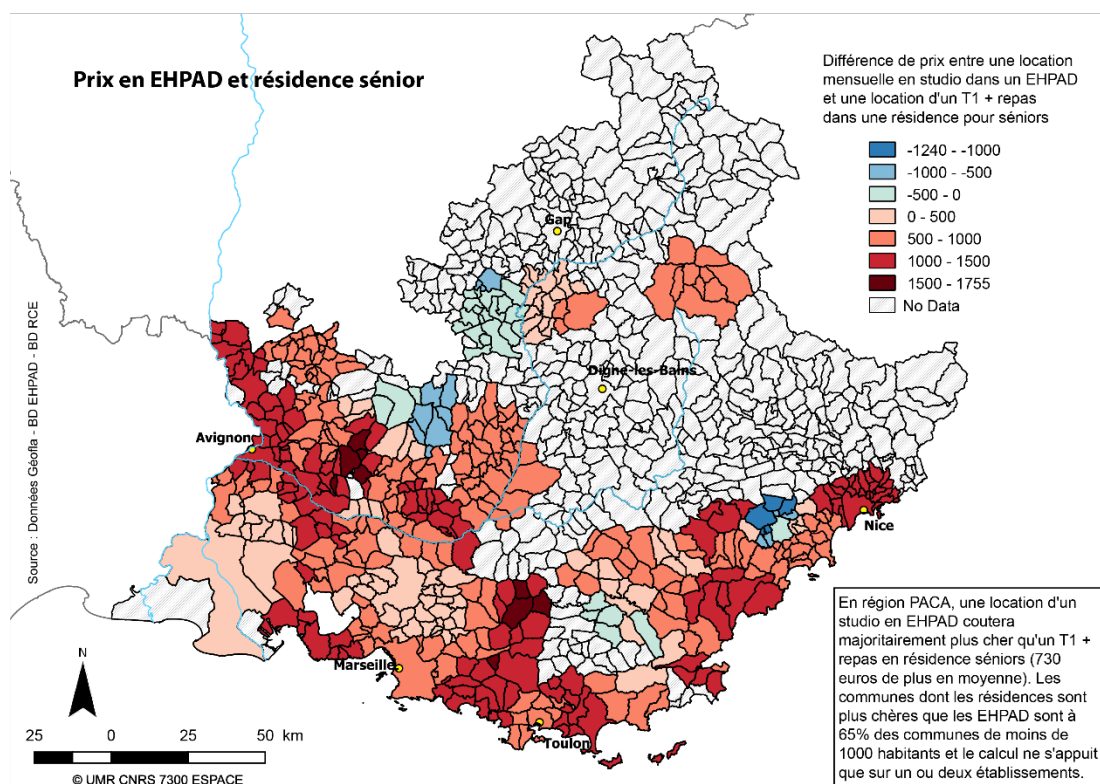 Prix en EHPAD et résidence sénior
Différence de prix entre une location
mensuelle en studio dans un EHPAD
et une location d'un T1 + repas
dans une résidence pour séniors
-1240 - -1000
-1000 - -500
-500 - 0
0 - 500
500 - 1000
1000 - 1500
1500 - 1755
No Data
Gap
Digne-les-Bains
Avignon
Nice
Marseille
Toulon
Source : Données Géofla - BD EHPAD - BD RCE
N
25 0 25 50 km
© UMR CNRS 7300 ESPACE
En région PACA, une location d'un
studio en EHPAD coutera
majoritairement plus cher qu'un T1 +
repas en résidence séniors (730
euros de plus en moyenne). Les
communes dont les résidences sont
plus chères que les EHPAD sont à
65% des communes de moins de
1000 habitants et le calcul ne s'appuit
que sur un ou deux établissements.